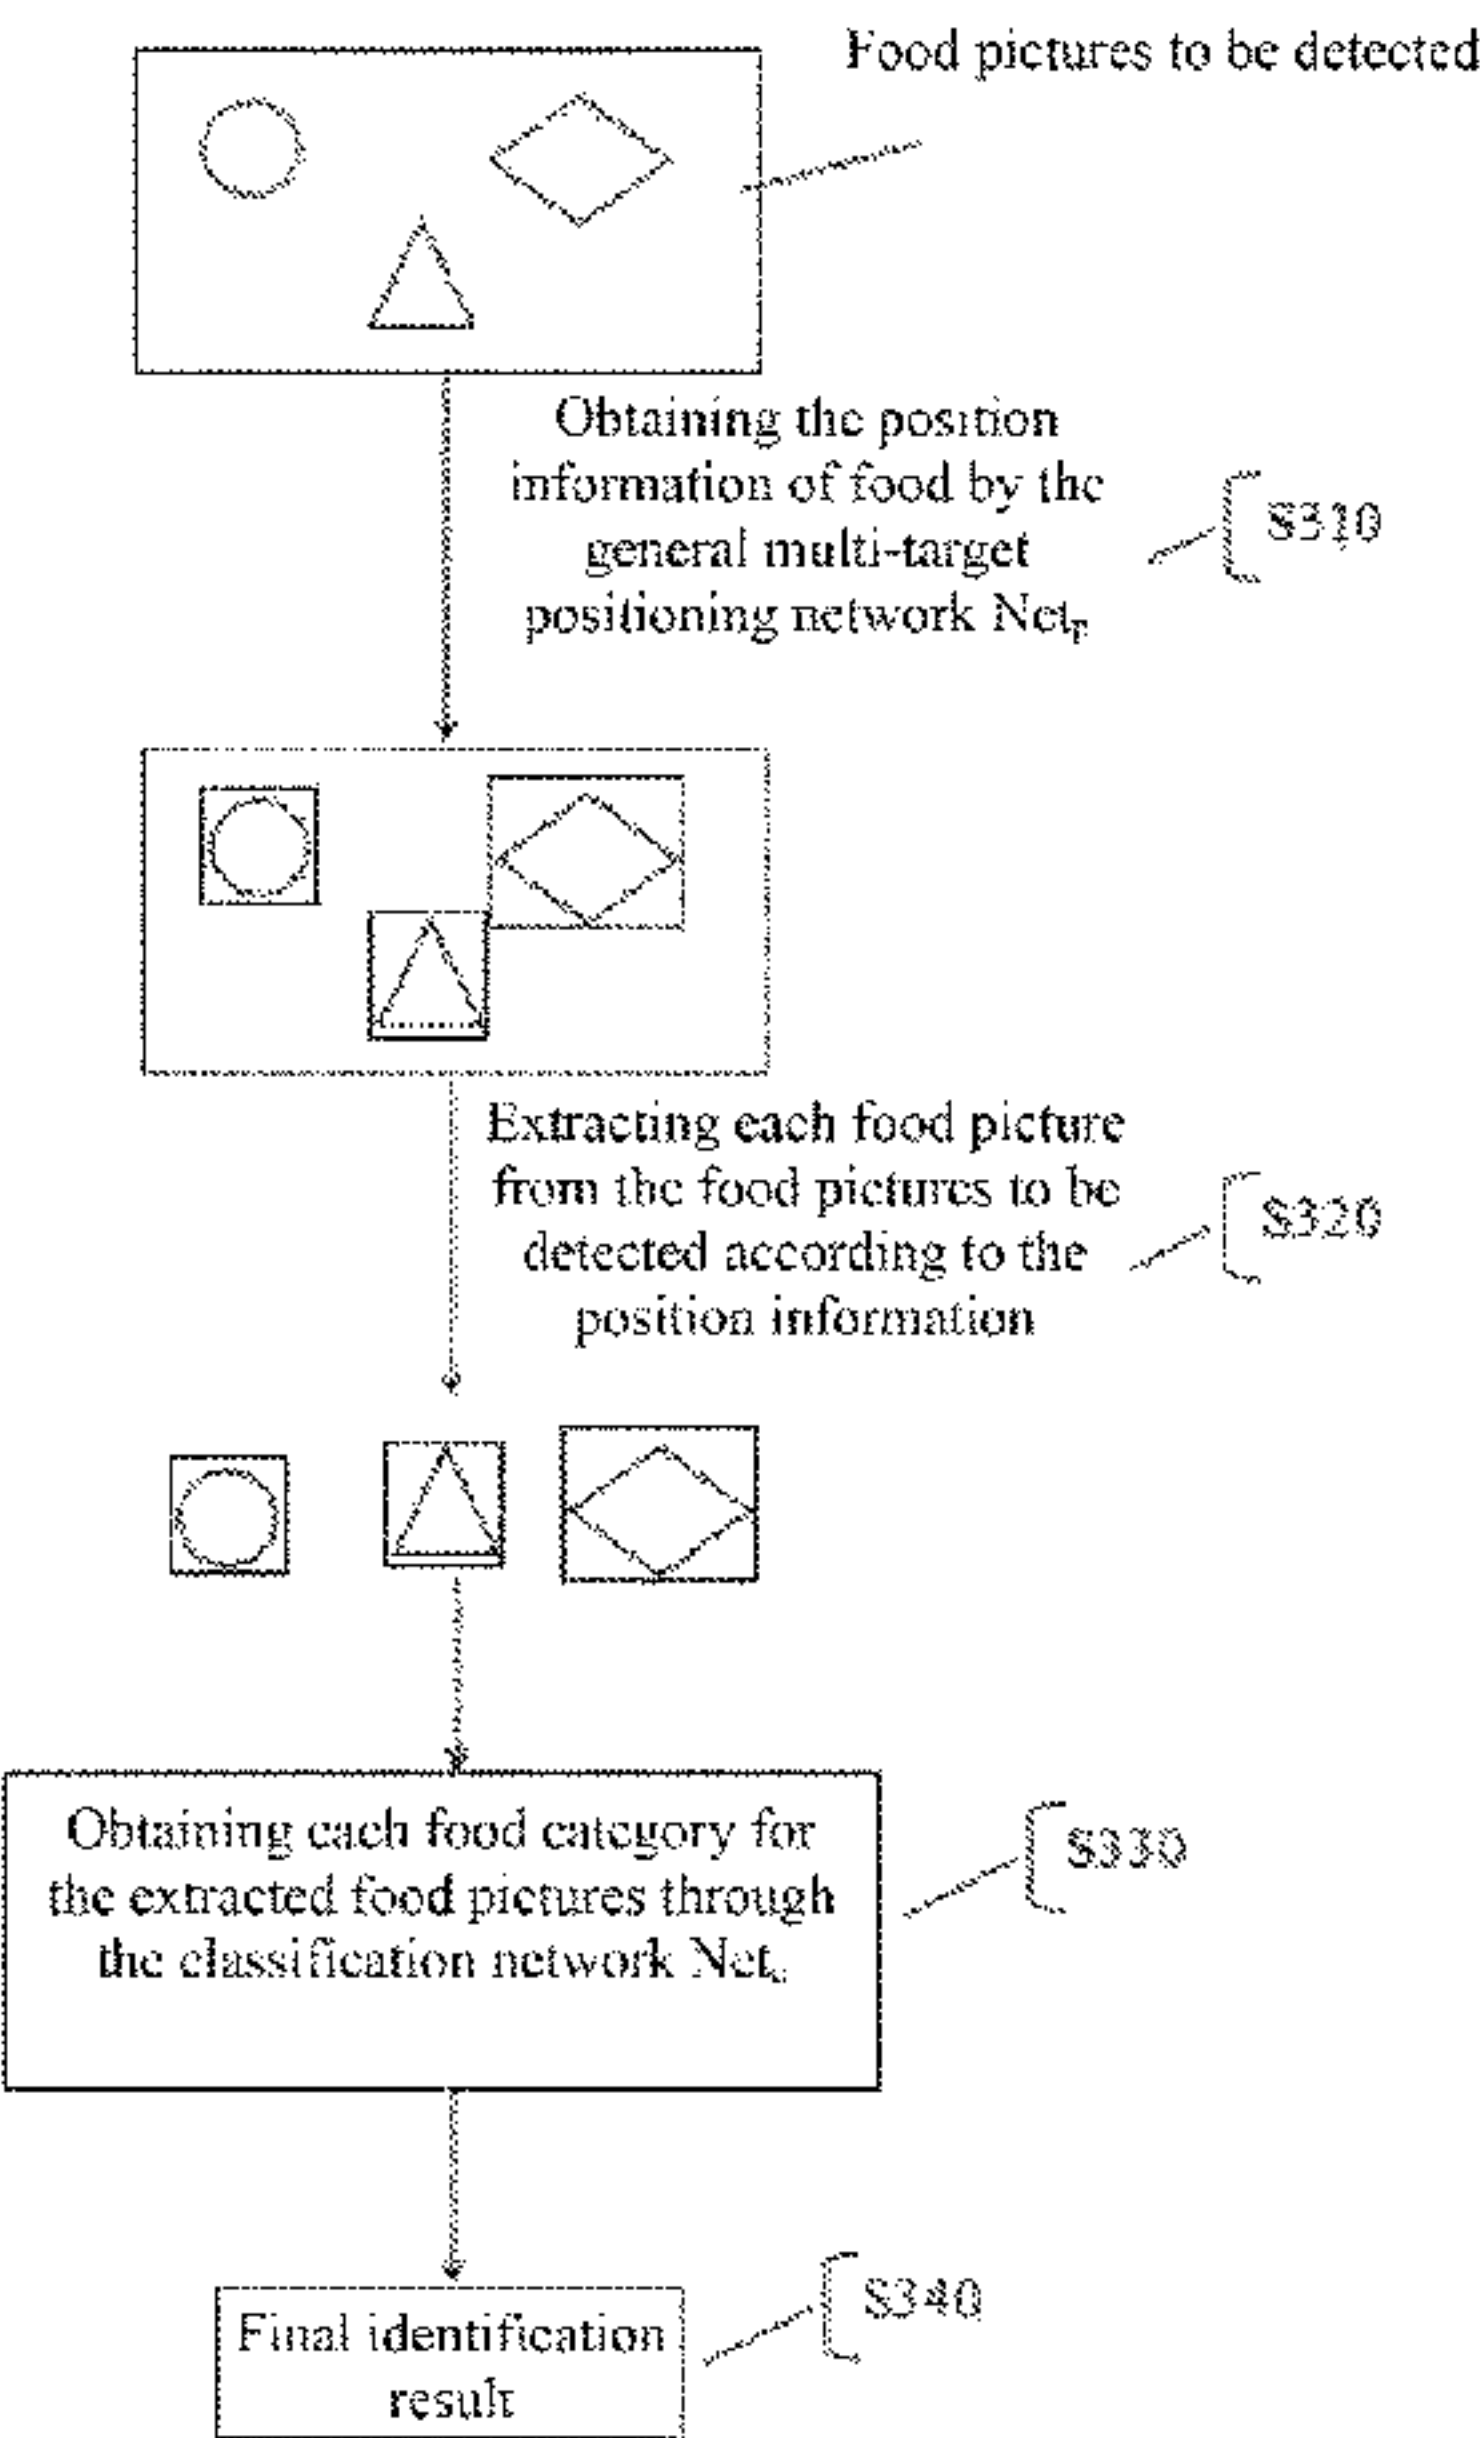 Food pictures to be detected
Obtaining the position
information of food by the
general multi-target
positioning network Netₚ
S310
Extracting each food picture
from the food pictures to be
detected according to the
position information
S320
Obtaining each food category for
the extracted food pictures through
the classification network Net꜀
S330
Final identification
result
S340